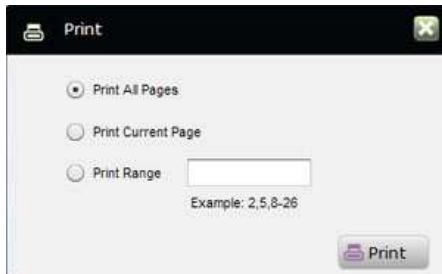 Print
Print All Pages
Print Current Page
Print Range
Example: 2,5,8-26
Print